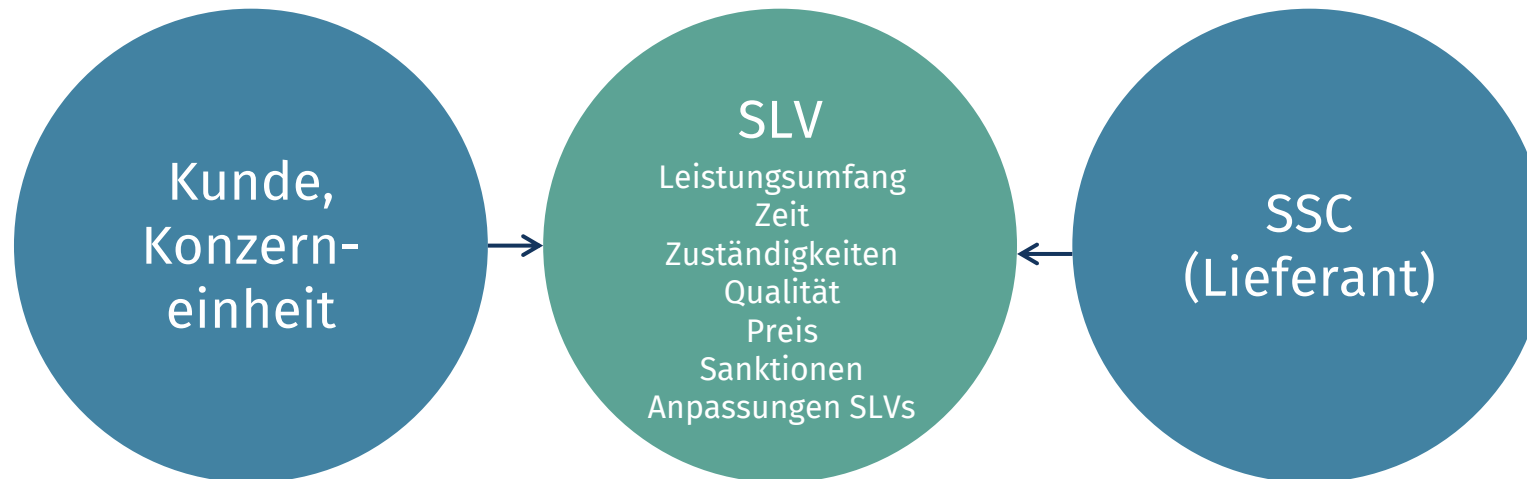 Kunde,
Konzern-
einheit
SLV
Leistungsumfang
Zeit
Zuständigkeiten
Qualität
Preis
Sanktionen
Anpassungen SLVs
SSC
(Lieferant)